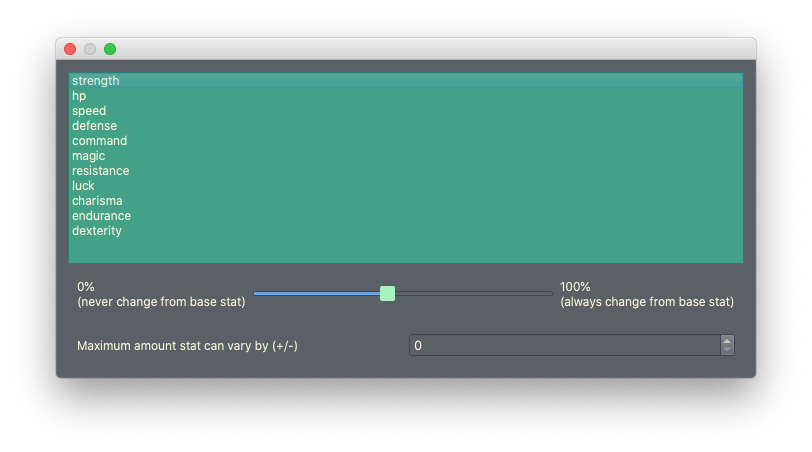 strength
hp
speed
defense
command
magic
resistance
luck
charisma
endurance
dexterity
0%
(never change from base stat)
100%
(always change from base stat)
Maximum amount stat can vary by (+/-)
0